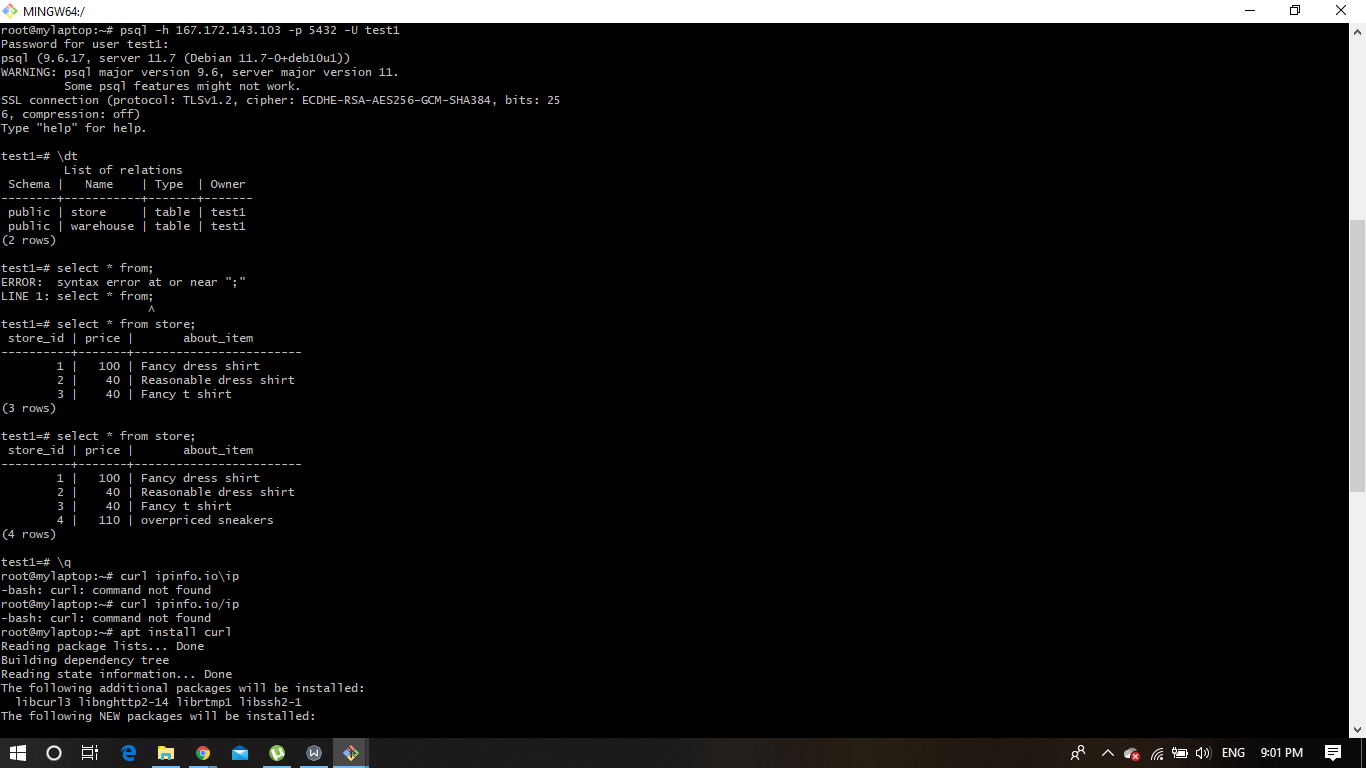 MINGW64:/
root@mylaptop:~# psql -h 167.172.143.103 -p 5432 -U test1
Password for user test1:
psql (9.6.17, server 11.7 (Debian 11.7-0+deb10u1))
WARNING: psql major version 9.6, server major version 11.
         Some psql features might not work.
SSL connection (protocol: TLSv1.2, cipher: ECDHE-RSA-AES256-GCM-SHA384, bits: 25
6, compression: off)
Type "help" for help.
test1=# \dt
         List of relations
 Schema |   Name    | Type  | Owner
--------+-----------+-------+-------
 public | store     | table | test1
 public | warehouse | table | test1
(2 rows)
test1=# select * from;
ERROR:  syntax error at or near ";"
LINE 1: select * from;
                     ^
test1=# select * from store;
 store_id | price |       about_item
----------+-------+------------------------
        1 |   100 | Fancy dress shirt
        2 |    40 | Reasonable dress shirt
        3 |    40 | Fancy t shirt
(3 rows)
test1=# select * from store;
 store_id | price |       about_item
----------+-------+------------------------
        1 |   100 | Fancy dress shirt
        2 |    40 | Reasonable dress shirt
        3 |    40 | Fancy t shirt
        4 |   110 | overpriced sneakers
(4 rows)
test1=# \q
root@mylaptop:~# curl ipinfo.io\ip
-bash: curl: command not found
root@mylaptop:~# curl ipinfo.io/ip
-bash: curl: command not found
root@mylaptop:~# apt install curl
Reading package lists... Done
Building dependency tree
Reading state information... Done
The following additional packages will be installed:
  libcurl3 libnghttp2-14 librtmp1 libssh2-1
The following NEW packages will be installed:
ENG 9:01 PM